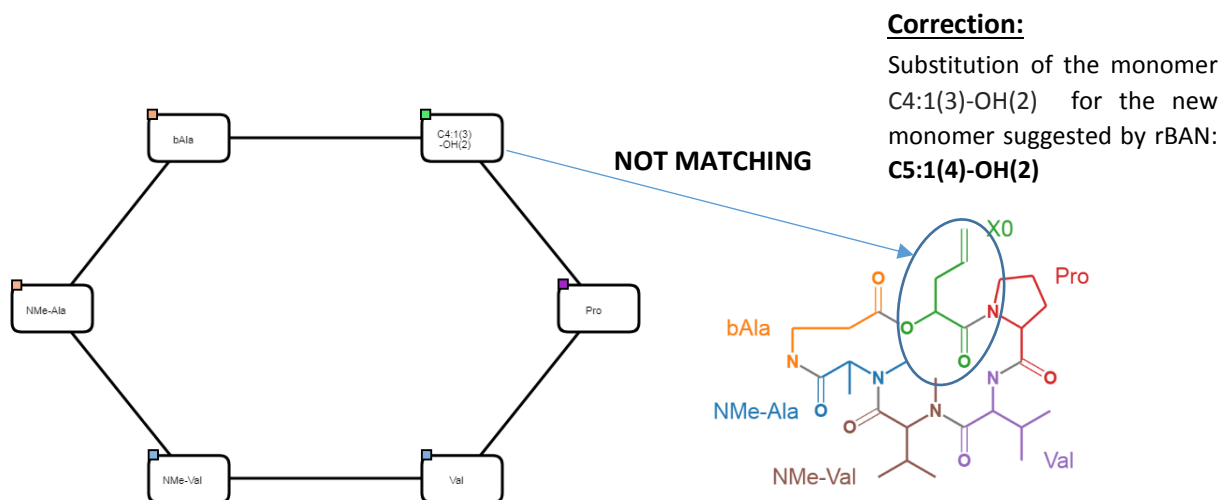 Correction:
Substitution of the monomer
C4:1(3)-OH(2) for the new
monomer suggested by rBAN:
C5:1(4)-OH(2)
bAla
C4:1(3)
-OH(2)
NOT MATCHING
NMe-Ala
Pro
NMe-Val
Val
X0
Pro
O
O
N
bAla
O
N
O
N
N
O
NMe-Ala
O
N
O
O
Val
NMe-Val